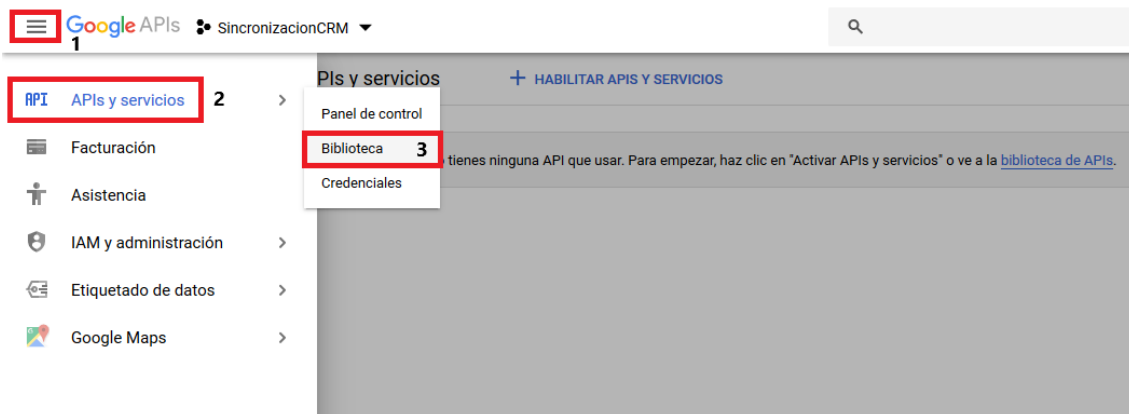 Google APIs SincronizacionCRM
1
PIs y servicios + HABILITAR APIS Y SERVICIOS
API APIs y servicios 2
Panel de control
Facturación
Biblioteca 3
tienes ninguna API que usar. Para empezar, haz clic en "Activar APIs y servicios" o ve a la biblioteca de APIs.
Credenciales
Asistencia
IAM y administración
Etiquetado de datos
Google Maps